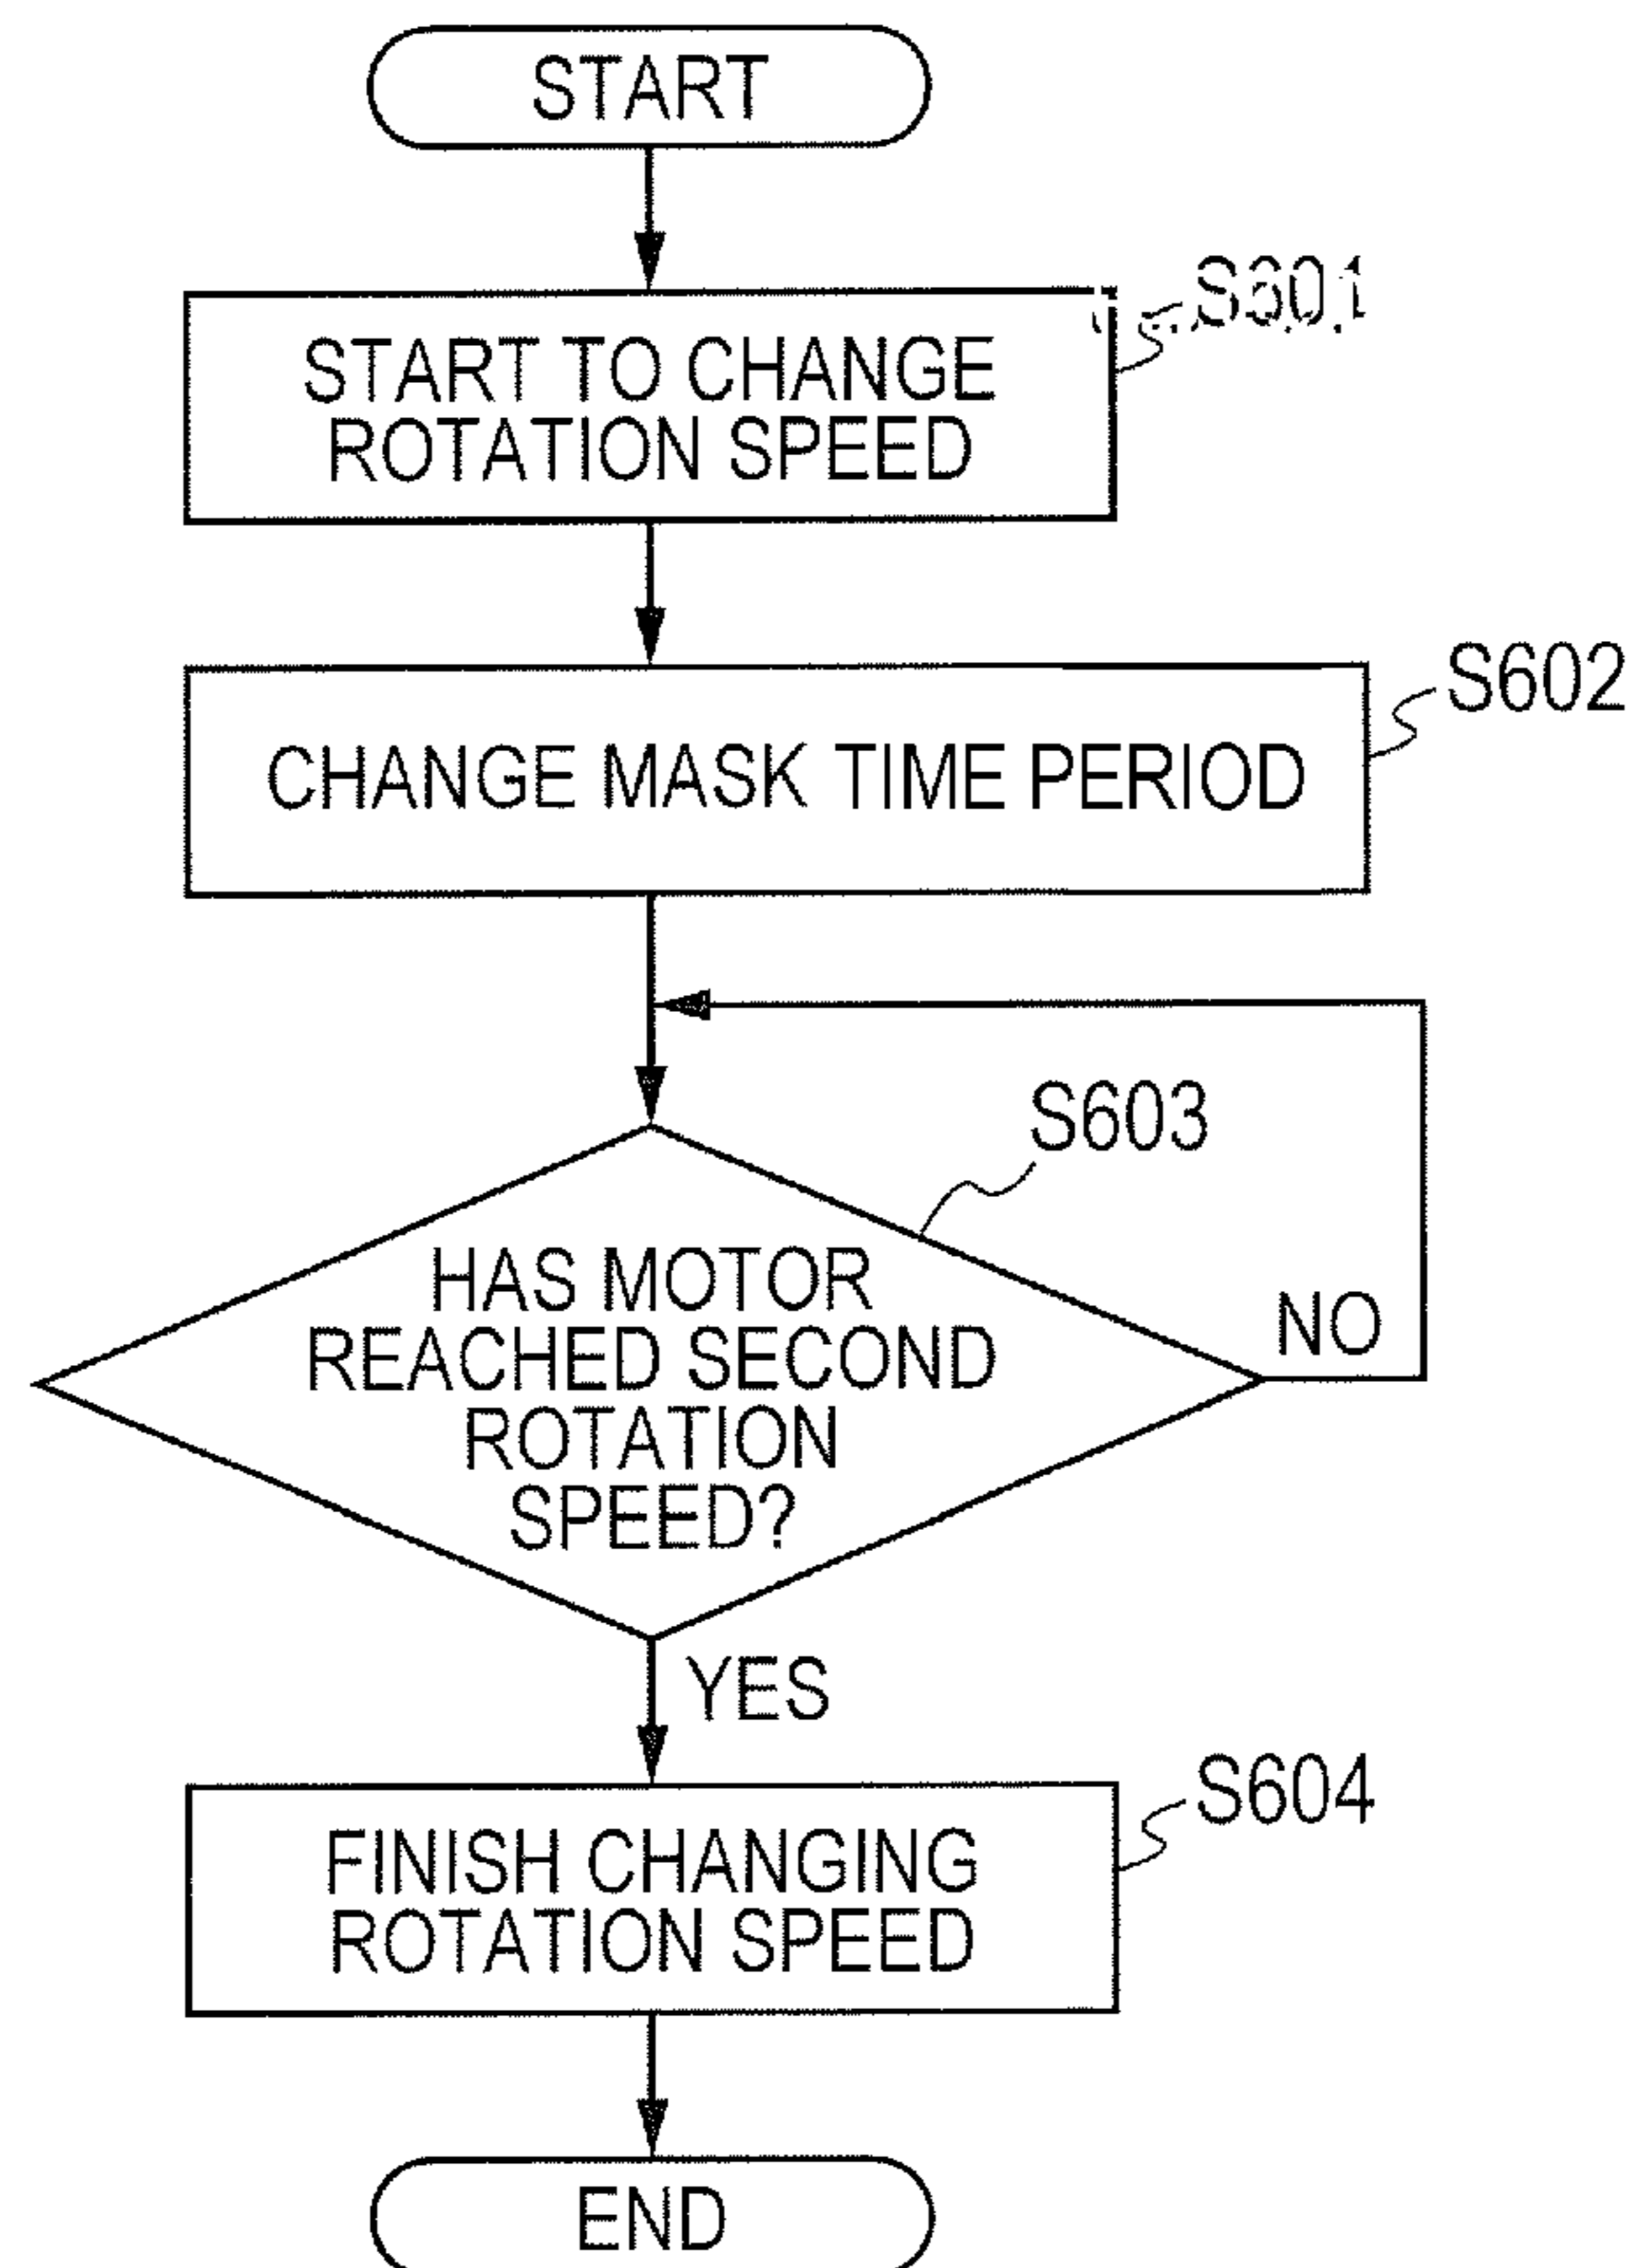 START
S601
START TO CHANGE
ROTATION SPEED
S602
CHANGE MASK TIME PERIOD
S603
HAS MOTOR
REACHED SECOND
ROTATION
SPEED?
NO
YES
S604
FINISH CHANGING
ROTATION SPEED
END